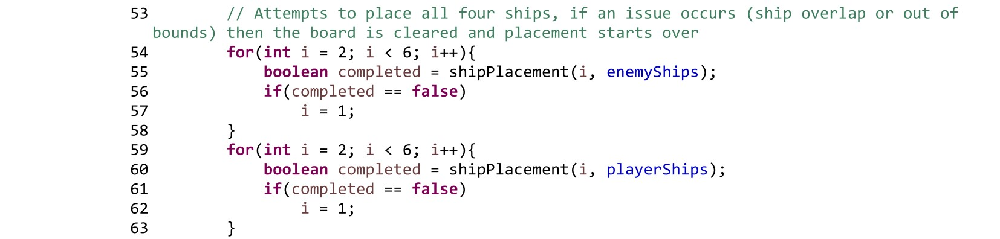 53 // Attempts to place all four ships, if an issue occurs (ship overlap or out of
bounds) then the board is cleared and placement starts over
54 for(int i = 2; i < 6; i++){
55 boolean completed = shipPlacement(i, enemyShips);
56 if(completed == false)
57 i = 1;
58 }
59 for(int i = 2; i < 6; i++){
60 boolean completed = shipPlacement(i, playerShips);
61 if(completed == false)
62 i = 1;
63 }